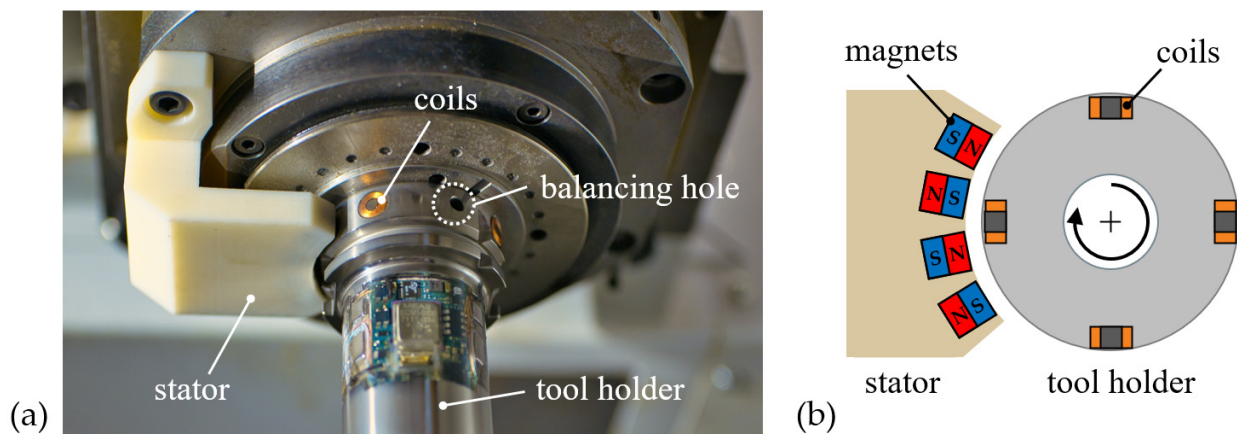 coils
balancing hole
stator
tool holder
(a)
magnets
coils
S N
N S
S N
N S
stator
tool holder
(b)